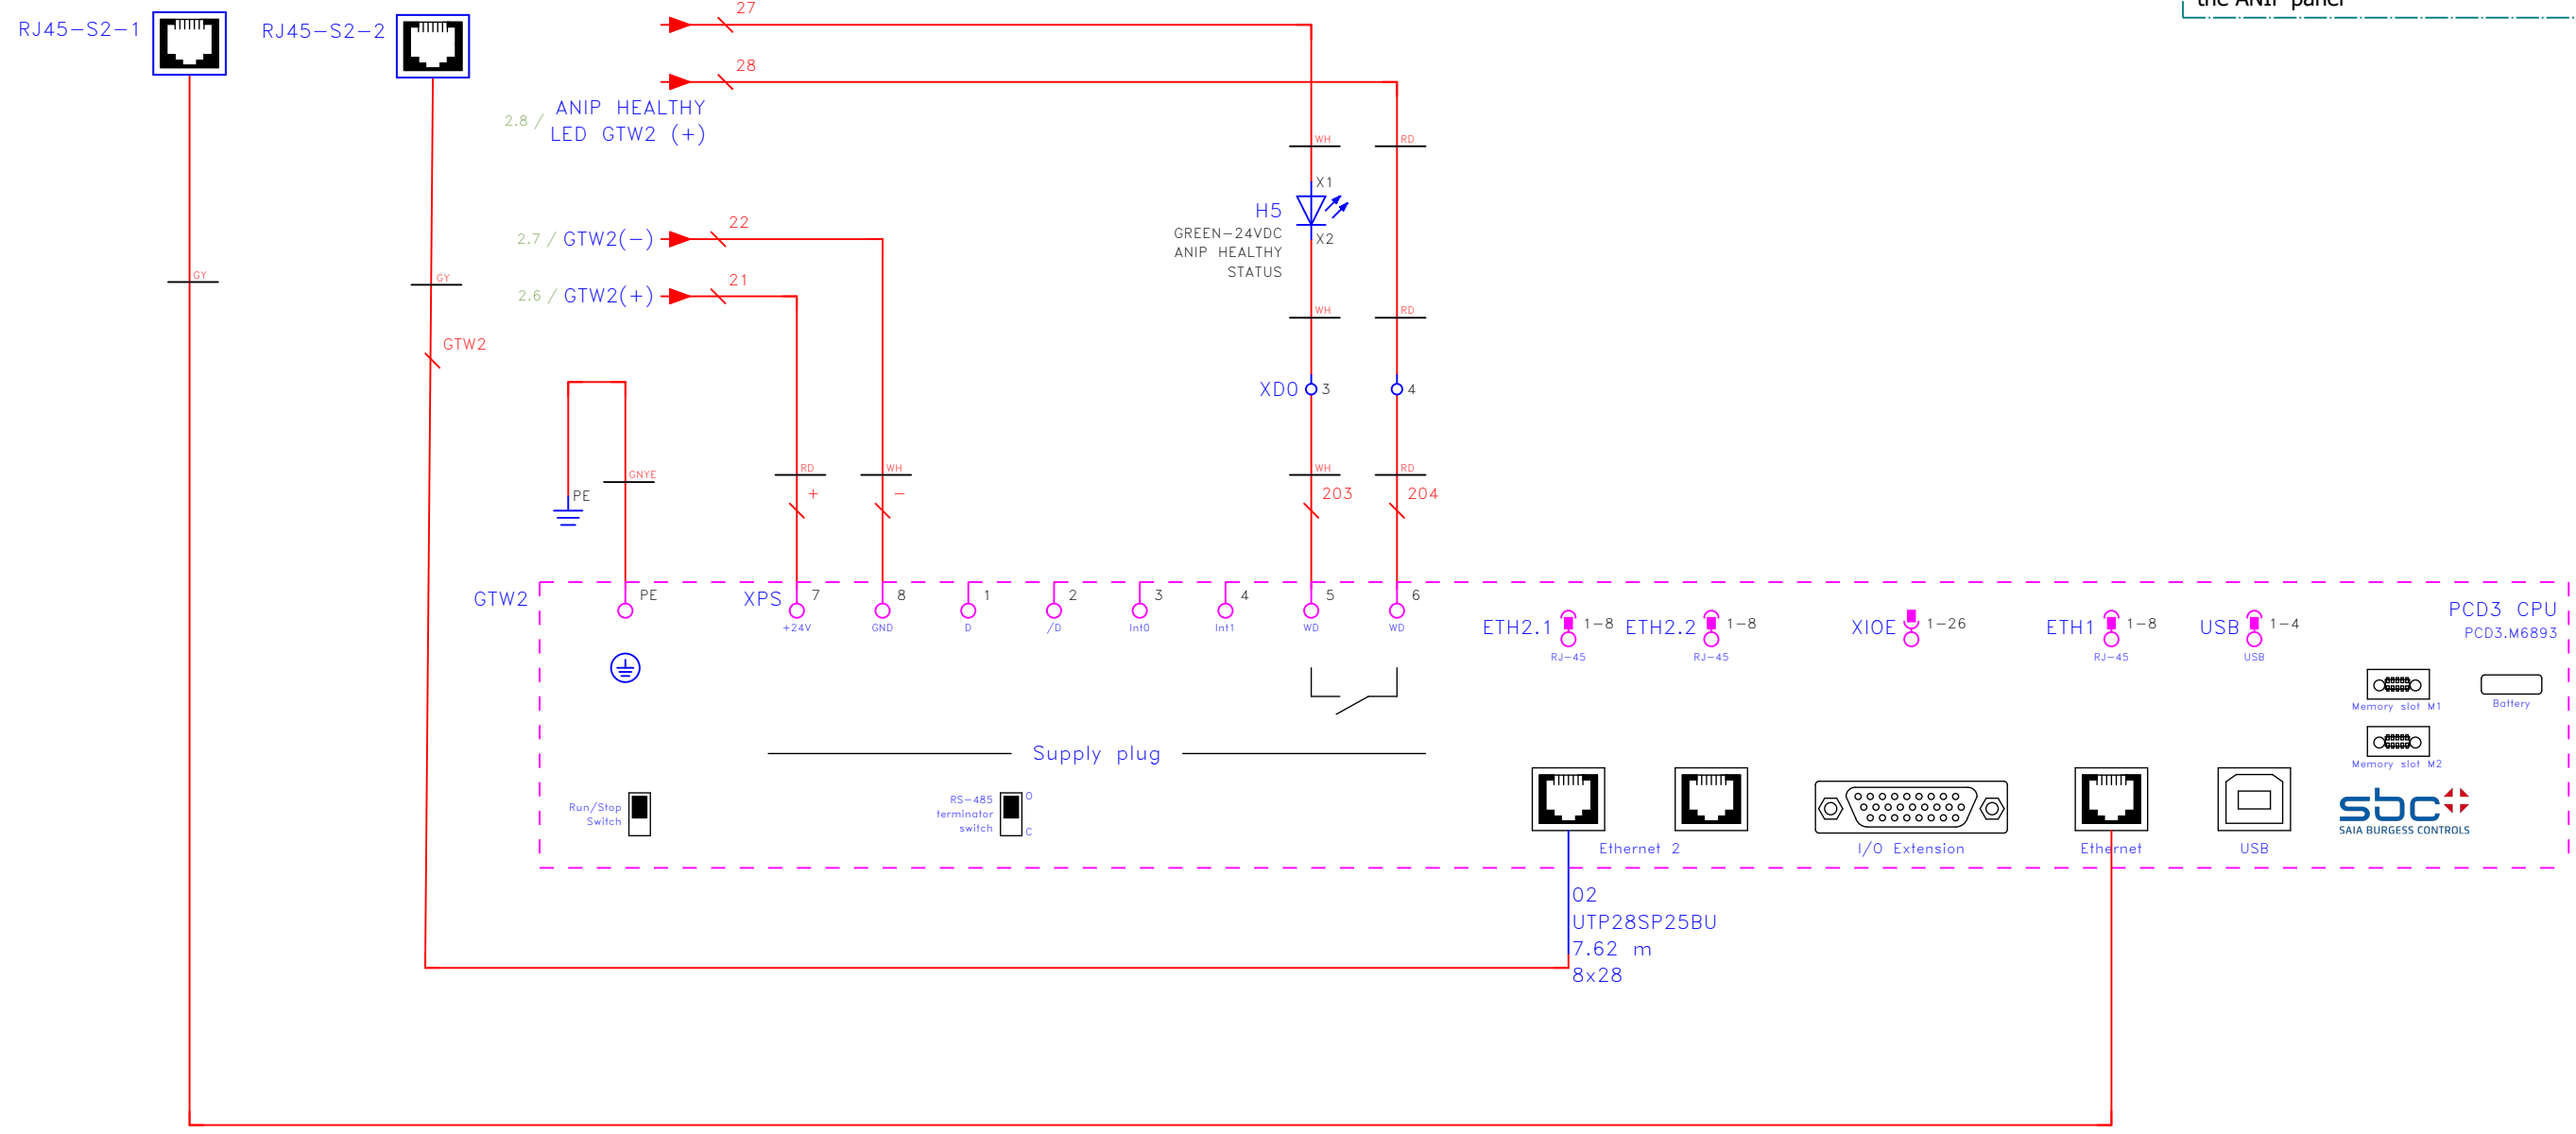 the ANIP panel
RJ45-S2-1
RJ45-S2-2
27
28
2.8 /
ANIP HEALTHY
LED GTW2 (+)
WH
RD
X1
H5
X2
GREEN-24VDC
ANIP HEALTHY
STATUS
2.7 / GTW2(-)
22
2.6 / GTW2(+)
21
GY
GY
GTW2
WH
RD
XD0
3
4
GNYE
PE
RD
+
WH
-
WH
203
RD
204
GTW2
PE
XPS
7
+24V
8
GND
1
D
2
/D
3
Int0
4
Int1
5
WD
6
WD
ETH2.1
1-8
RJ-45
ETH2.2
1-8
RJ-45
XIOE
1-26
ETH1
1-8
RJ-45
USB
1-4
USB
PCD3 CPU
PCD3.M6893
Memory slot M1
Battery
Memory slot M2
Supply plug
Run/Stop
Switch
RS-485
terminator
switch
O
C
sbc
SAIA BURGESS CONTROLS
Ethernet 2
I/O Extension
Ethernet
USB
02
UTP28SP25BU
7.62 m
8x28